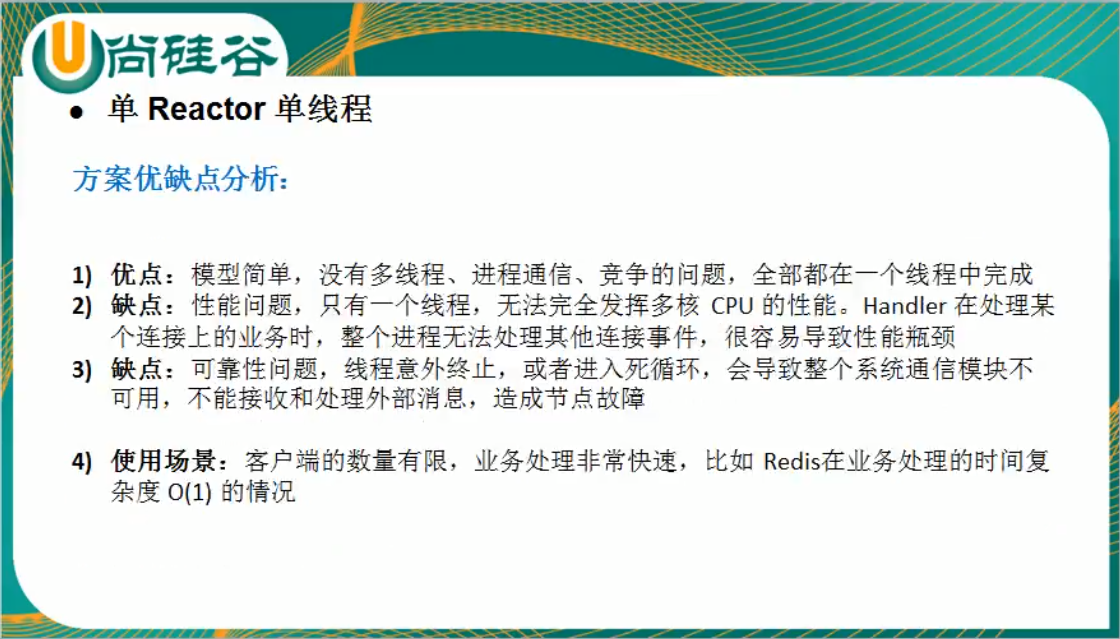 尚硅谷
● 单 Reactor 单线程
方案优缺点分析：
1) 优点：模型简单，没有多线程、进程通信、竞争的问题，全部都在一个线程中完成
2) 缺点：性能问题，只有一个线程，无法完全发挥多核 CPU 的性能。Handler 在处理某
个连接上的业务时，整个进程无法处理其他连接事件，很容易导致性能瓶颈
3) 缺点：可靠性问题，线程意外终止，或者进入死循环，会导致整个系统通信模块不
可用，不能接收和处理外部消息，造成节点故障
4) 使用场景：客户端的数量有限，业务处理非常快速，比如 Redis在业务处理的时间复
杂度 O(1) 的情况